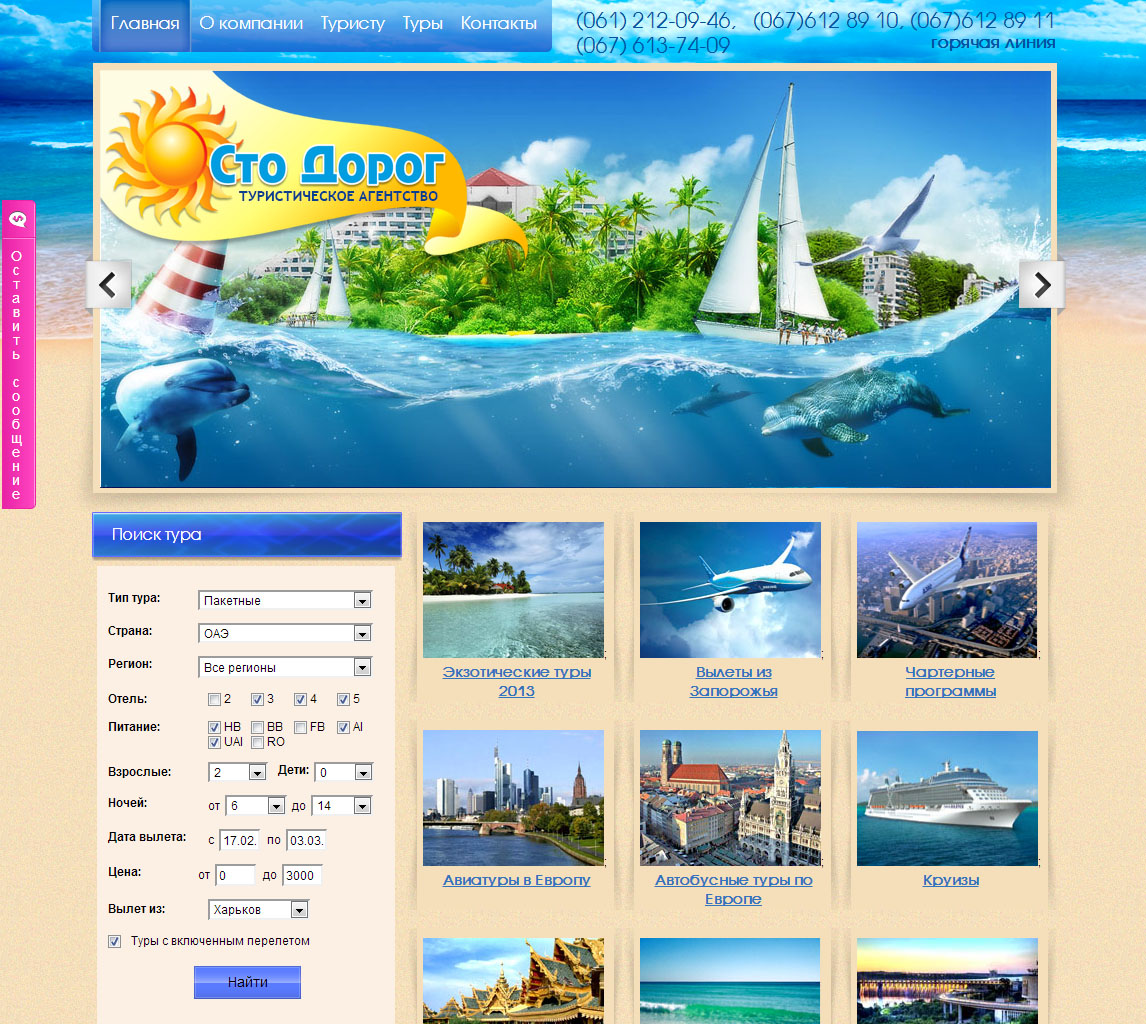 Главная О компании Туристу Туры Контакты
(061) 212-09-46, (067)612 89 10, (067)612 89 11
(067) 613-74-09
горячая линия
Сто Дорог
ТУРИСТИЧЕСКОЕ АГЕНТСТВО
Оставить сообщение
Поиск тура
Тип тура: Пакетные
Страна: ОАЭ
Регион: Все регионы
Отель: 2 3 4 5
Питание: HB BB FB AI
UAI RO
Взрослые: 2 Дети: 0
Ночей: от 6 до 14
Дата вылета: с 17.02. по 03.03.
Цена: от 0 до 3000
Вылет из: Харьков
Туры с включенным перелетом
Найти
Экзотические туры
2013
;
Вылеты из
Запорожья
;
Чартерные
программы
;
Авиатуры в Европу
;
Автобусные туры по
Европе
;
Круизы
;